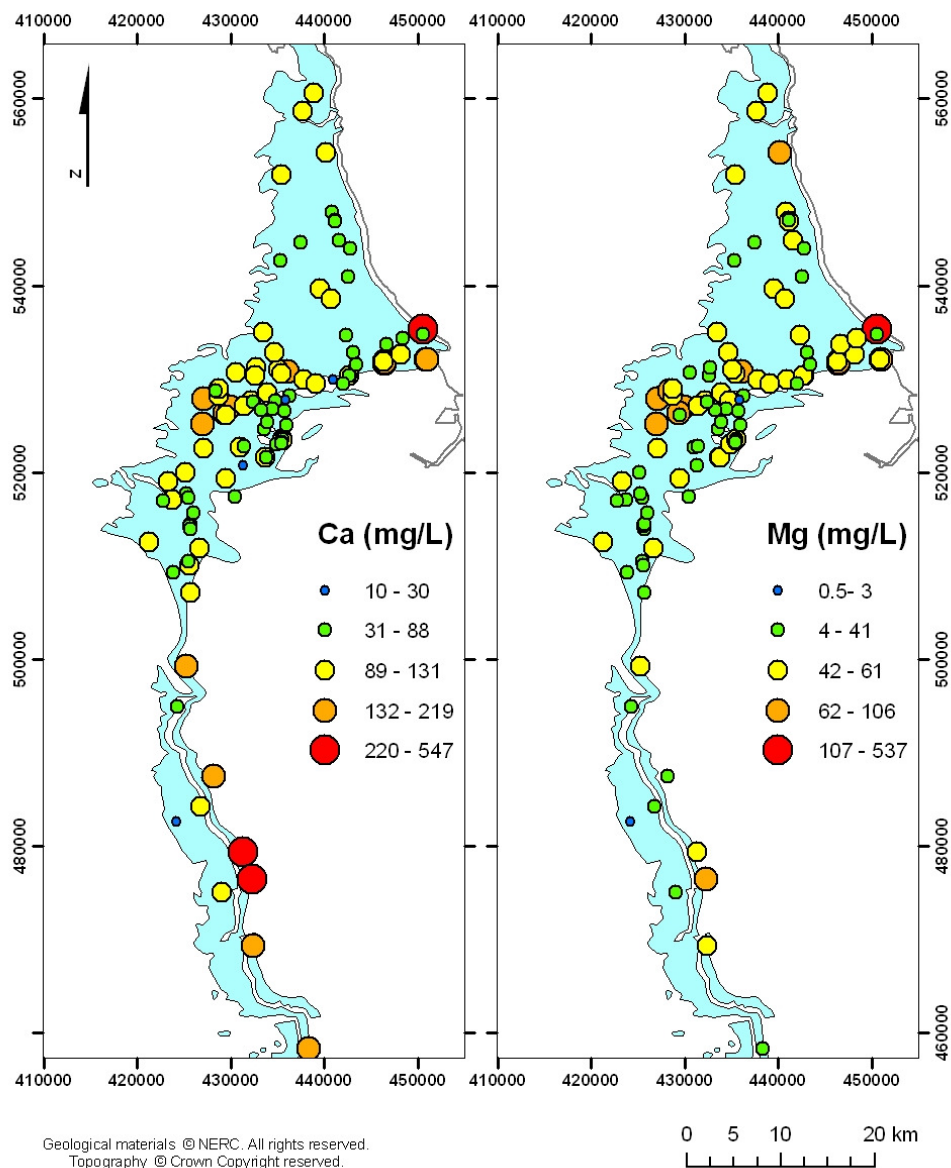 410000 420000 430000 440000 450000
410000 420000 430000 440000 450000
560000
540000
520000
500000
480000
460000
560000
540000
520000
500000
480000
460000
z
Ca (mg/L)
10 - 30
31 - 88
89 - 131
132 - 219
220 - 547
Mg (mg/L)
0.5- 3
4 - 41
42 - 61
62 - 106
107 - 537
410000 420000 430000 440000 450000
410000 420000 430000 440000 450000
Geological materials © NERC. All rights reserved.
Topography © Crown Copyright reserved.
0 5 10 20 km